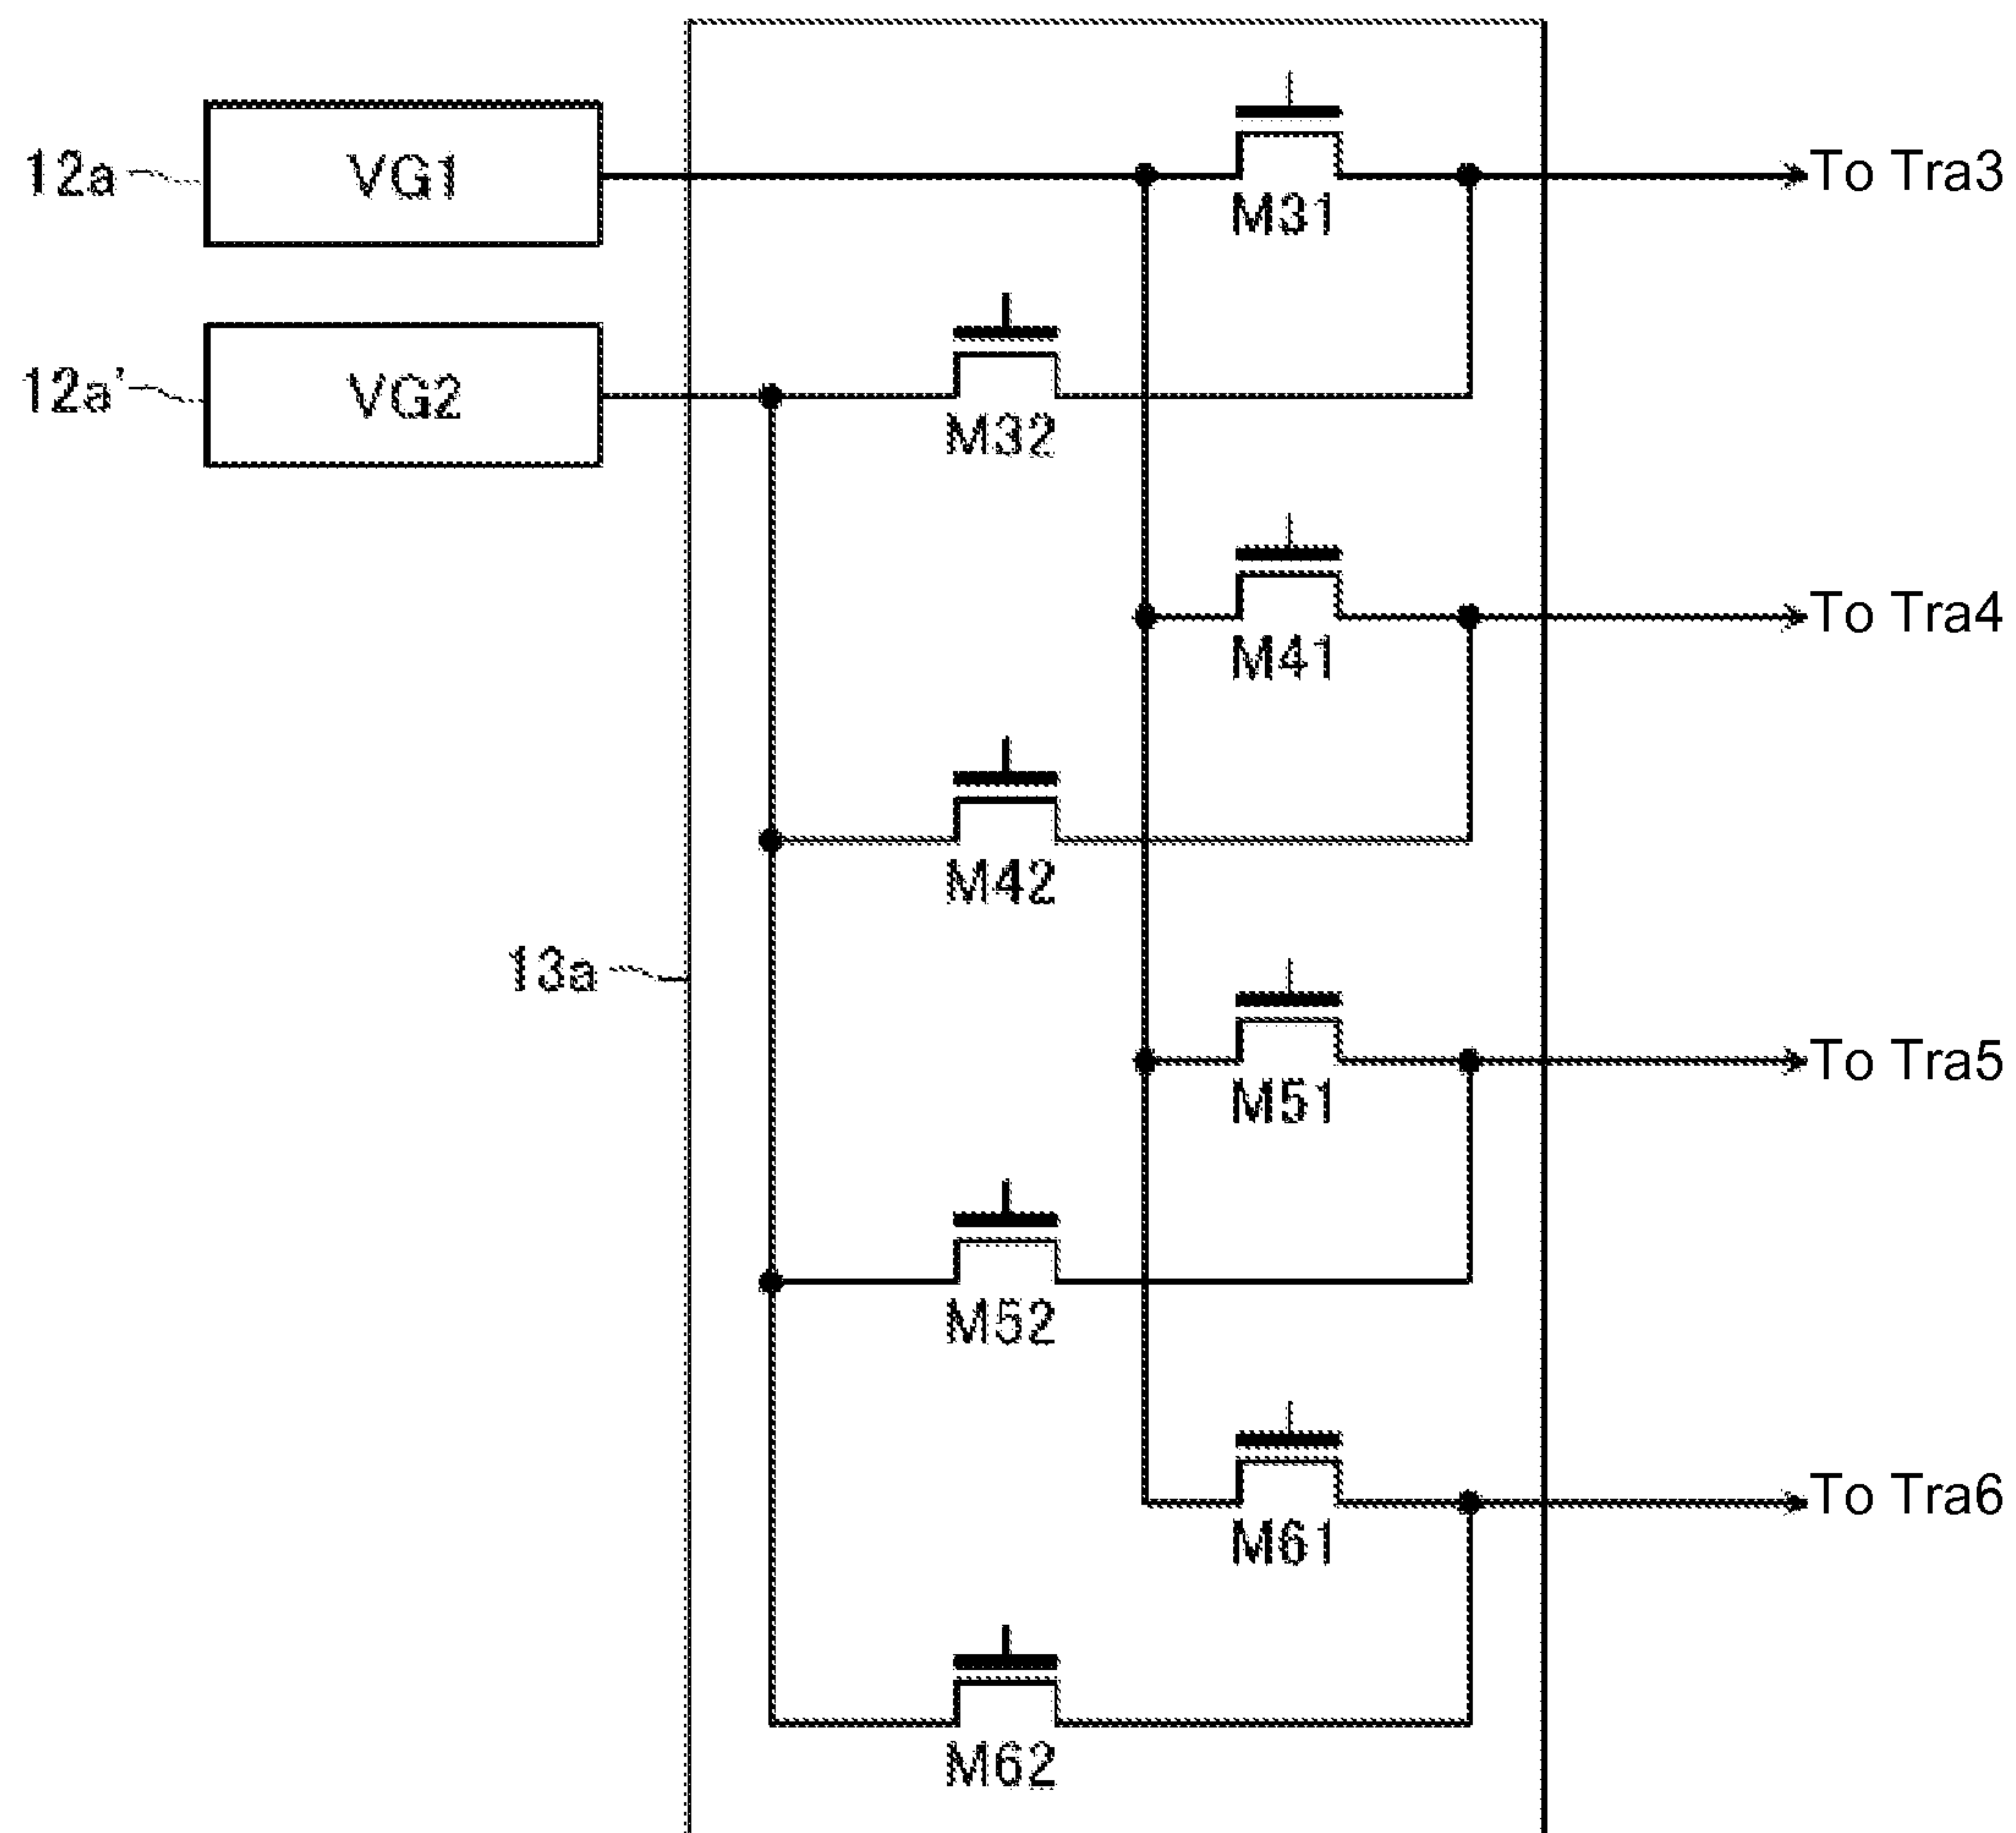 12a
VG1
M31
To Tra3
12a'
VG2
M32
M41
To Tra4
M42
13a
M51
To Tra5
M52
M61
To Tra6
M62